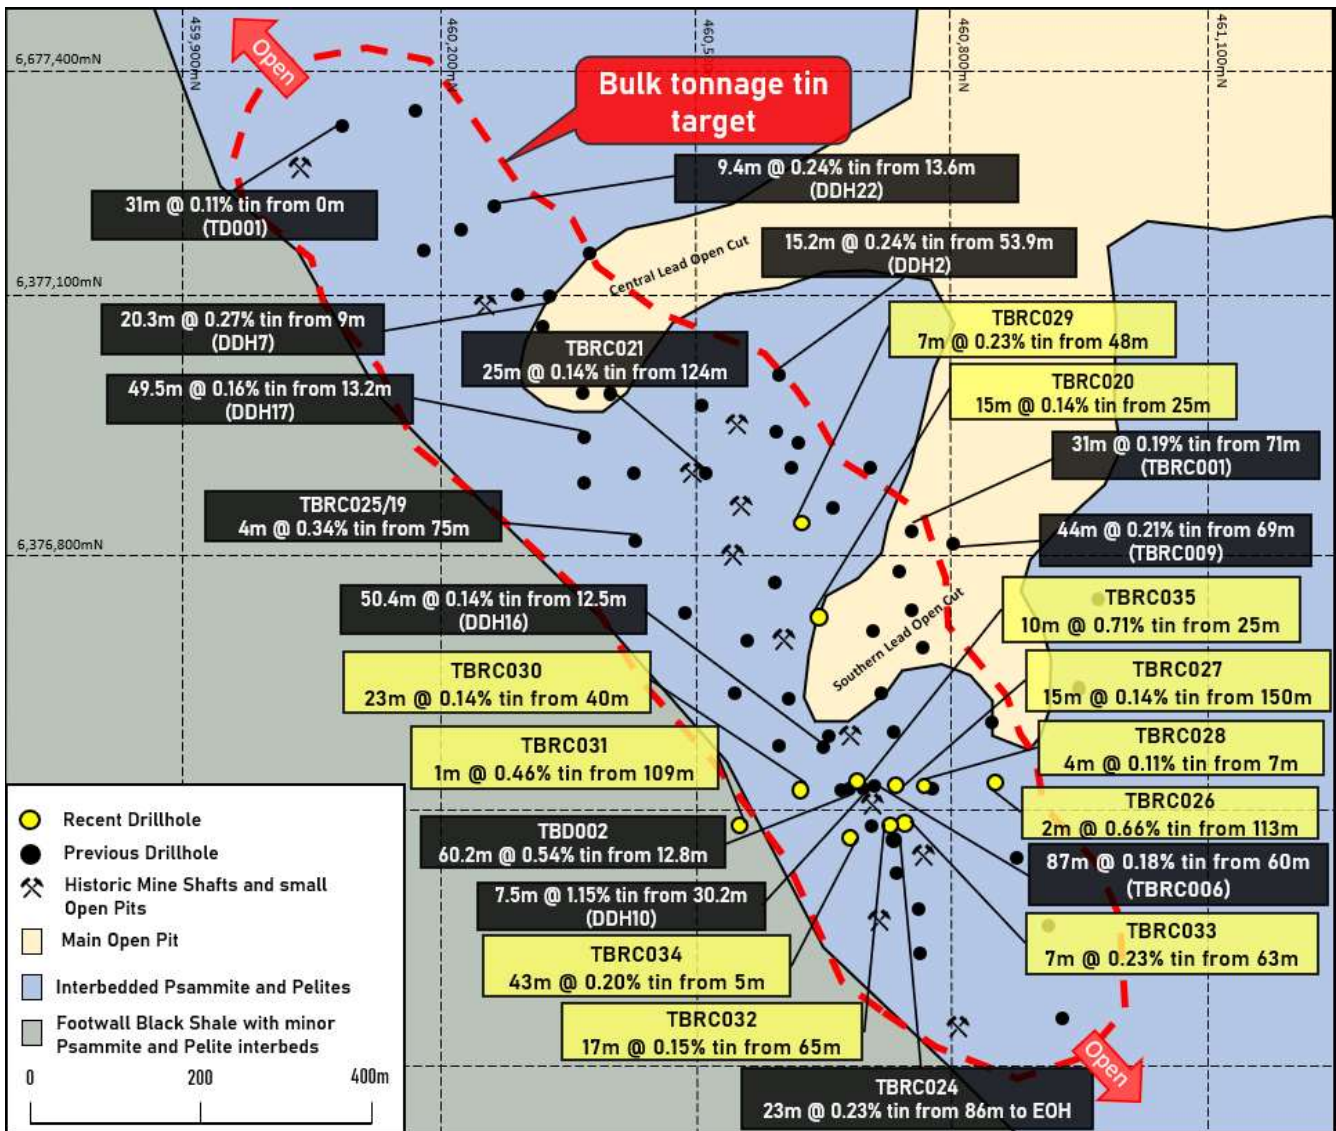 459,900mN
460,200mN
460,500mN
460,800mN
461,100mN
Open
6,677,400mN
Bulk tonnage tin
target
9.4m @ 0.24% tin from 13.6m
(DDH22)
31m @ 0.11% tin from 0m
(TD001)
15.2m @ 0.24% tin from 53.9m
(DDH2)
Central Lead Open Cut
6,377,100mN
20.3m @ 0.27% tin from 9m
(DDH7)
TBRC021
25m @ 0.14% tin from 124m
TBRC029
7m @ 0.23% tin from 48m
49.5m @ 0.16% tin from 13.2m
(DDH17)
TBRC020
15m @ 0.14% tin from 25m
31m @ 0.19% tin from 71m
(TBRC001)
TBRC025/19
4m @ 0.34% tin from 75m
6,376,800mN
44m @ 0.21% tin from 69m
(TBRC009)
50.4m @ 0.14% tin from 12.5m
(DDH16)
Southern Lead Open Cut
TBRC035
10m @ 0.71% tin from 25m
TBRC030
23m @ 0.14% tin from 40m
TBRC027
15m @ 0.14% tin from 150m
TBRC031
1m @ 0.46% tin from 109m
TBRC028
4m @ 0.11% tin from 7m
TBRC026
2m @ 0.66% tin from 113m
TBD002
60.2m @ 0.54% tin from 12.8m
87m @ 0.18% tin from 60m
(TBRC006)
7.5m @ 1.15% tin from 30.2m
(DDH10)
TBRC033
7m @ 0.23% tin from 63m
TBRC034
43m @ 0.20% tin from 5m
TBRC032
17m @ 0.15% tin from 65m
Open
TBRC024
23m @ 0.23% tin from 86m to EOH
Recent Drillhole
Previous Drillhole
Historic Mine Shafts and small
Open Pits
Main Open Pit
Interbedded Psammite and Pelites
Footwall Black Shale with minor
Psammite and Pelite interbeds
0 200 400m